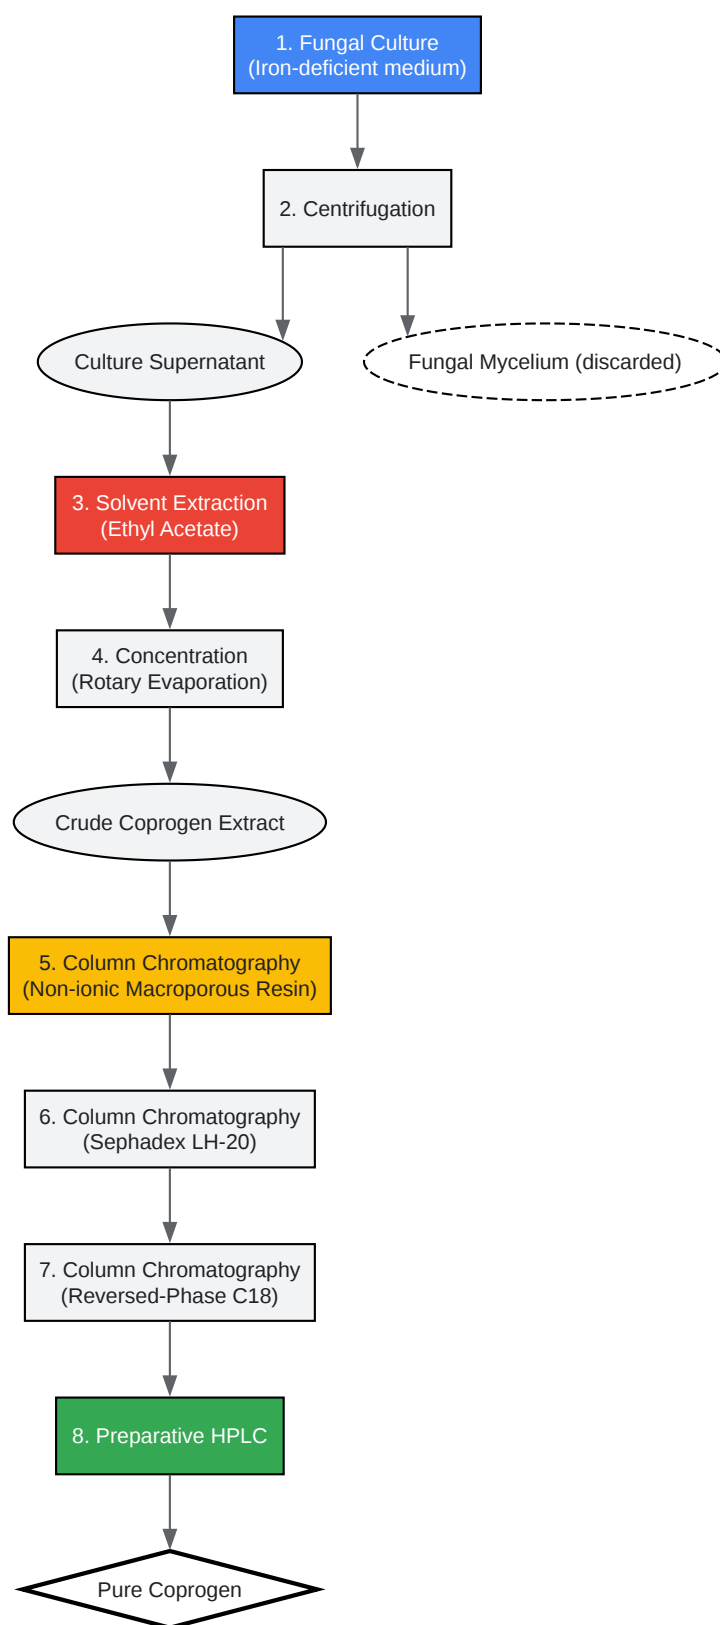 1. Fungal Culture
(Iron-deficient medium)
2. Centrifugation
Culture Supernatant
Fungal Mycelium (discarded)
3. Solvent Extraction
(Ethyl Acetate)
4. Concentration
(Rotary Evaporation)
Crude Coprogen Extract
5. Column Chromatography
(Non-ionic Macroporous Resin)
6. Column Chromatography
(Sephadex LH-20)
7. Column Chromatography
(Reversed-Phase C18)
8. Preparative HPLC
Pure Coprogen